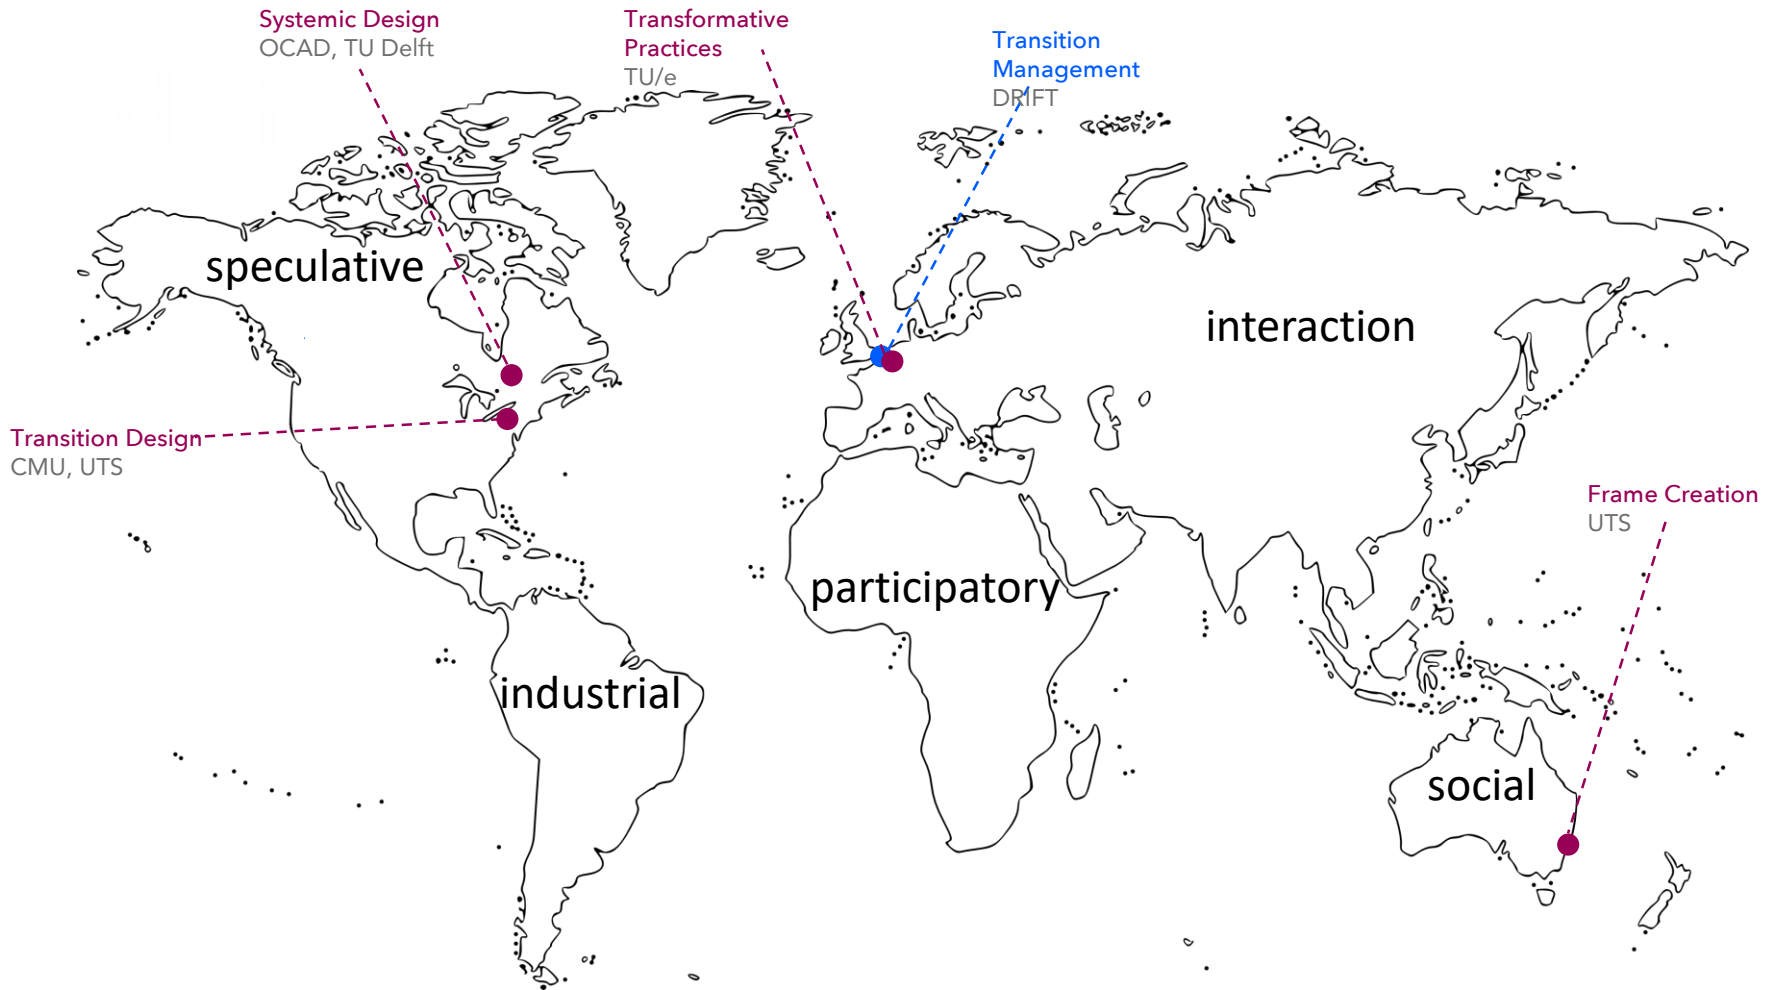 Systemic Design
OCAD, TU Delft
Transformative
Practices
TU/e
Transition
Management
DRIFT
speculative
interaction
Transition Design
CMU, UTS
Frame Creation
UTS
participatory
industrial
social